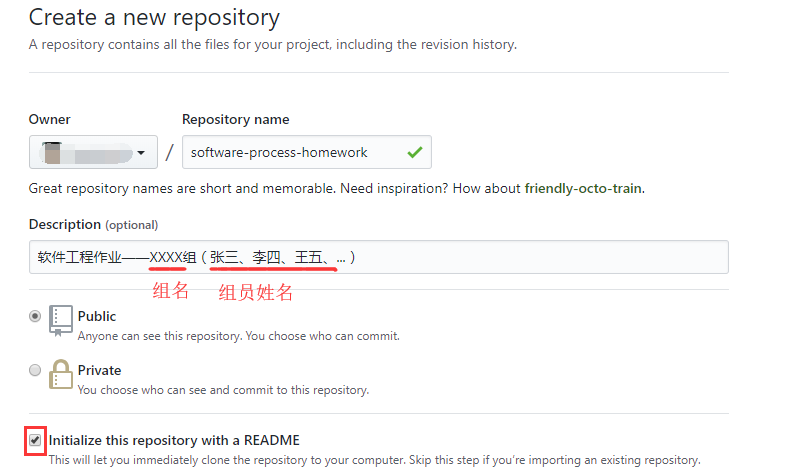 Create a new repository
A repository contains all the files for your project, including the revision history.
Owner
Repository name
/ software-process-homework
Great repository names are short and memorable. Need inspiration? How about friendly-octo-train.
Description (optional)
软件工程作业——XXXX组（张三、李四、王五、...）
组名 组员姓名
Public
Anyone can see this repository. You choose who can commit.
Private
You choose who can see and commit to this repository.
Initialize this repository with a README
This will let you immediately clone the repository to your computer. Skip this step if you’re importing an existing repository.